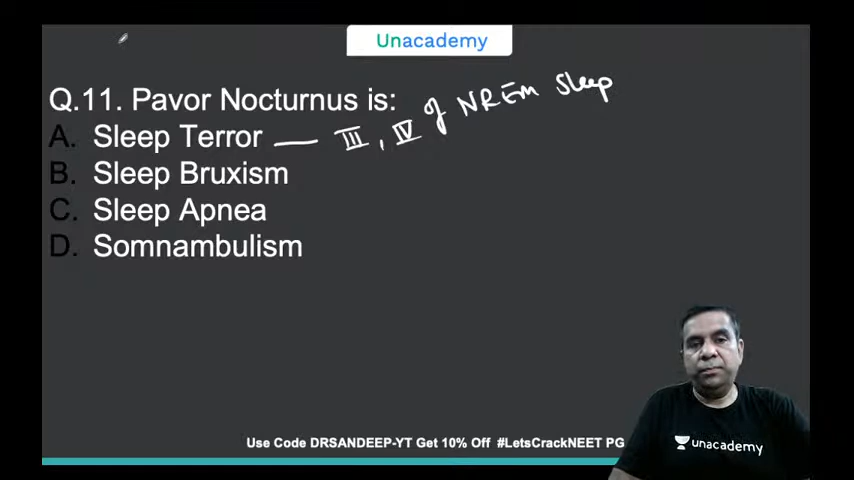 Unacademy
Q.11. Pavor Nocturnus is:
A. Sleep Terror — III, IV of NREM Sleep
B. Sleep Bruxism
C. Sleep Apnea
D. Somnambulism
unacademy
Use Code DRSANDEEP-YT Get 10% Off #LetsCrackNEET PG